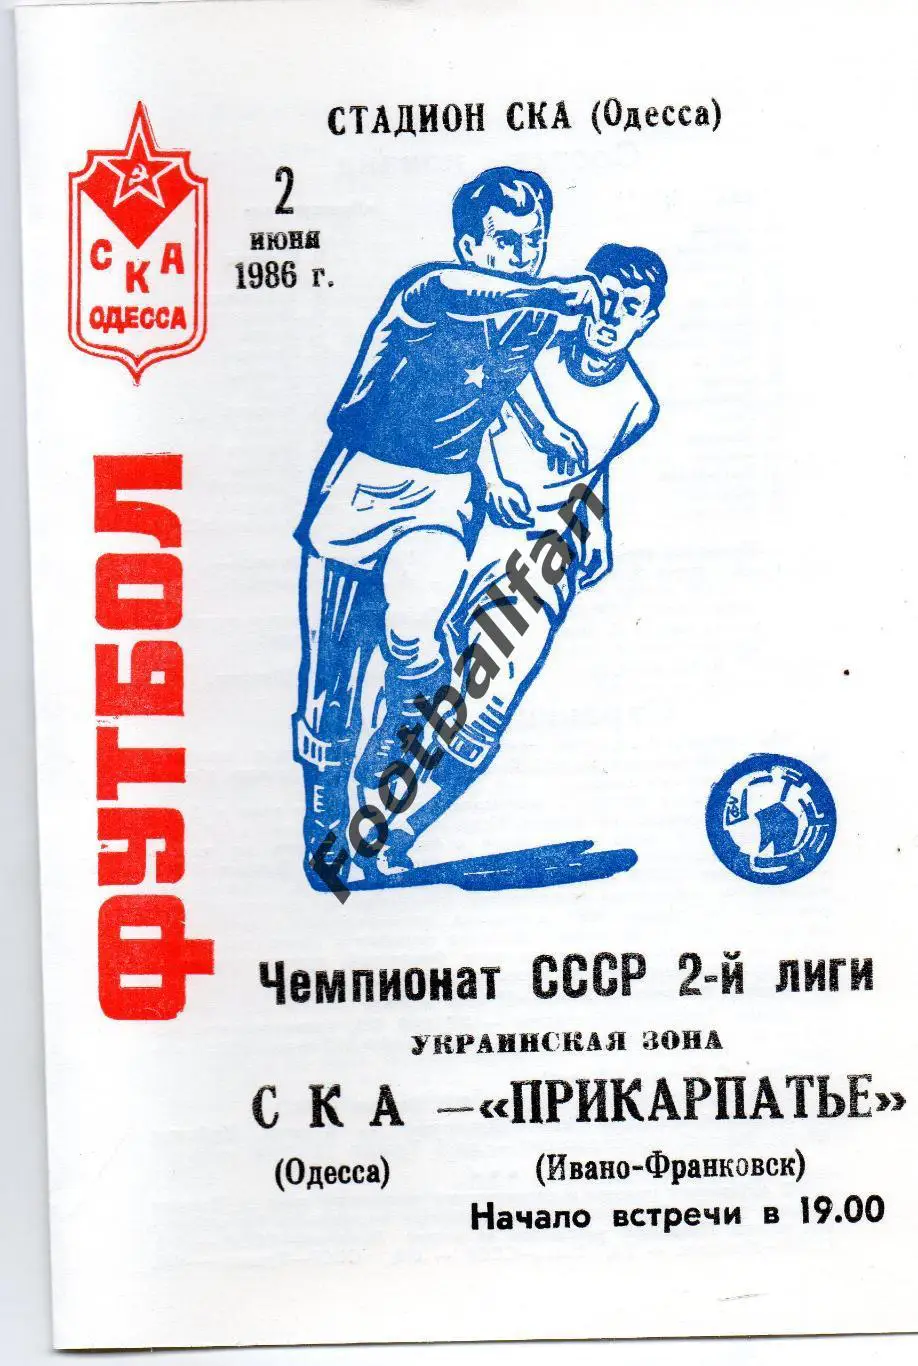 СТАДИОН СКА (Одесса)
2
июня
1986 г.
СКА
ОДЕССА
ФУТБОЛ
Footballfan
Чемпионат СССР 2-й лиги
УКРАИНСКАЯ ЗОНА
СКА —«ПРИКАРПАТЬЕ»
(Одесса) (Ивано-Франковск)
Начало встречи в 19.00